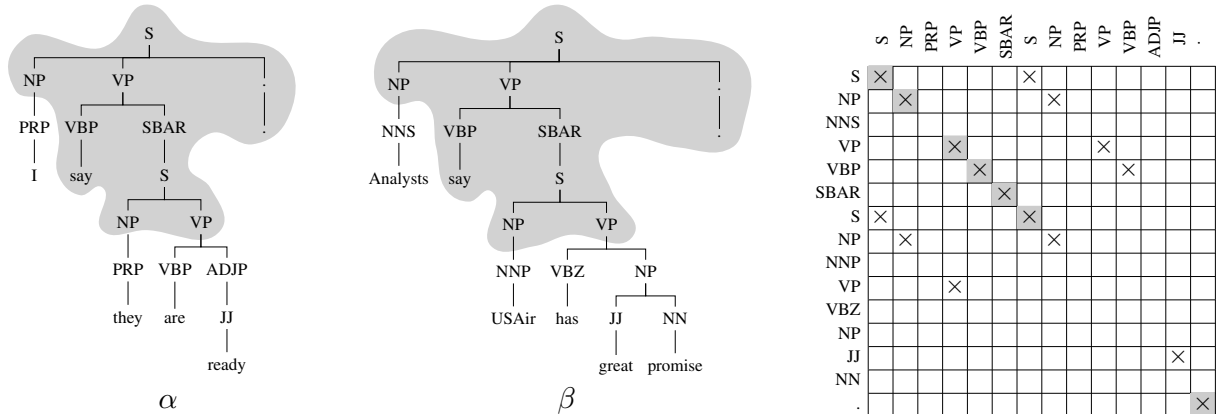 S
NP VP .
PRP VBP SBAR .
I say S
NP VP
PRP VBP ADJP
they are JJ
ready
α
S
NP VP .
NNS VBP SBAR .
Analysts say S
NP VP
NNP VBZ NP
USAir has JJ NN
great promise
β
S NP PRP VP VBP SBAR S NP PRP VP VBP ADJP JJ .
S × ×
NP × ×
NNS
VP × ×
VBP × ×
SBAR ×
S × ×
NP × ×
NNP
VP ×
VBZ
NP
JJ ×
NN
. ×